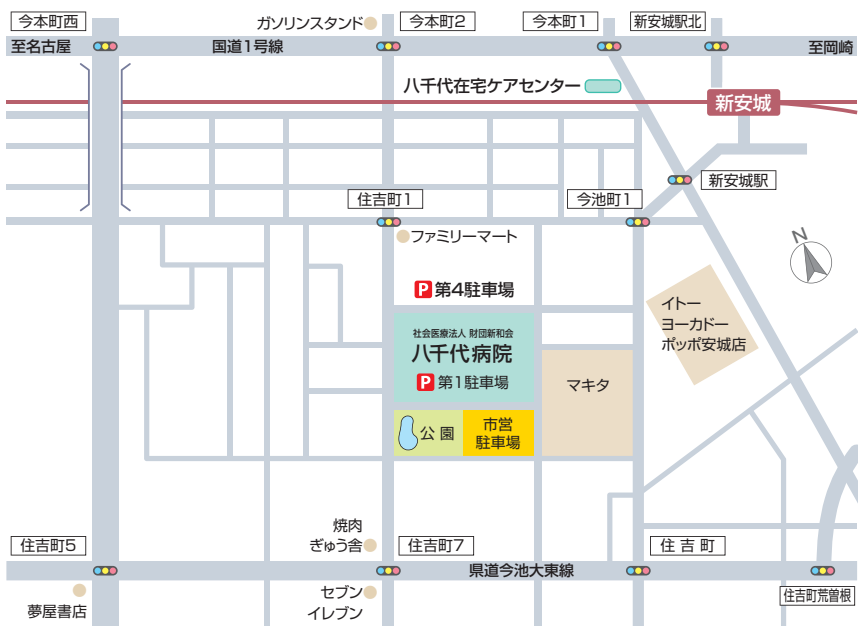 今本町西
ガソリンスタンド
今本町2
今本町1
新安城駅北
至名古屋
国道1号線
至岡崎
八千代在宅ケアセンター
新安城
新安城駅
住吉町1
今池町1
ファミリーマート
N
P 第4駐車場
イトー
ヨーカドー
ポッポ安城店
社会医療法人 財団新和会
八千代病院
P 第1駐車場
マキタ
公園
市営
駐車場
焼肉
ぎゅう舎
住吉町5
住吉町7
住吉町
県道今池大東線
夢屋書店
セブン
イレブン
住吉町荒曽根